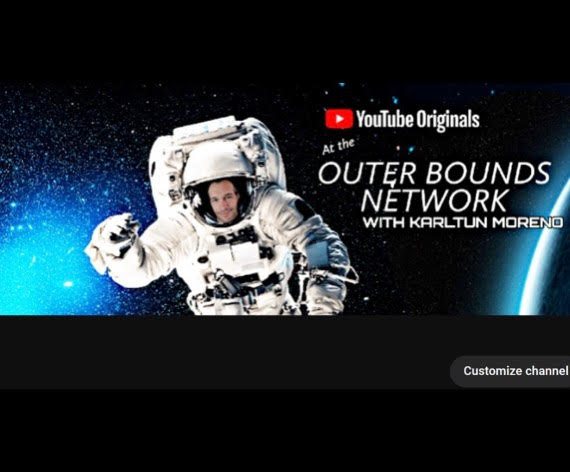 YouTube Originals
At the
OUTER BOUNDS
NETWORK
WITH KARLTUN MORENO
Customize channel